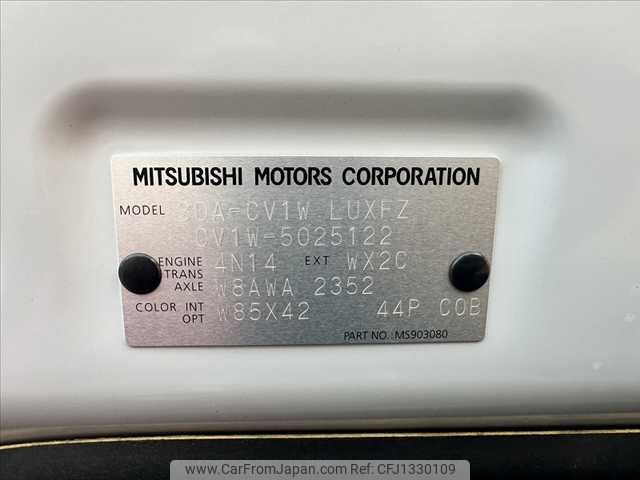 MITSUBISHI MOTORS CORPORATION
MODEL 3DA-CV1W LUXFZ
CV1W-5025122
ENGINE 4N14 EXT WX2C
TRANS
AXLE W8AWA 2352
COLOR INT W85X42 44P C0B
OPT
PART NO.:MS903080
www.CarFromJapan.com CFJ1330109